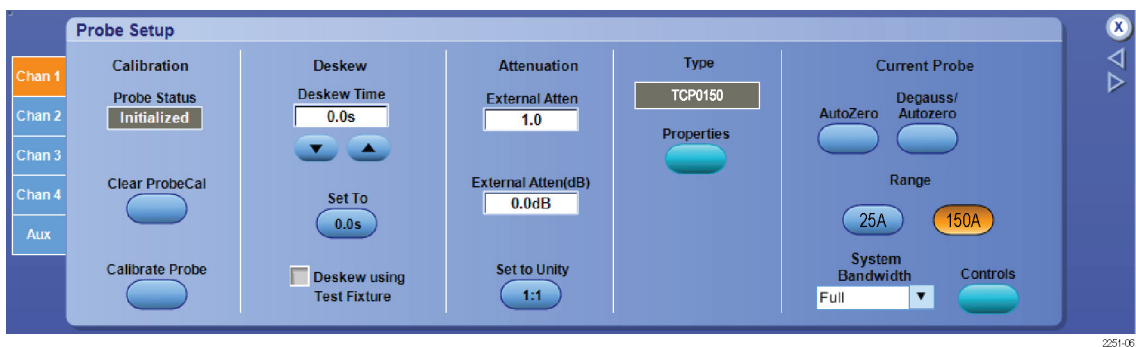 Probe Setup
X
Chan 1
Chan 2
Chan 3
Chan 4
Aux
Calibration
Probe Status
Initialized
Clear ProbeCal
Calibrate Probe
Deskew
Deskew Time
0.0s
Set To
0.0s
Deskew using
Test Fixture
Attenuation
External Atten
1.0
External Atten(dB)
0.0dB
Set to Unity
1:1
Type
TCP0150
Properties
Current Probe
AutoZero
Degauss/
Autozero
Range
25A
150A
System
Bandwidth
Full
Controls
2251-06